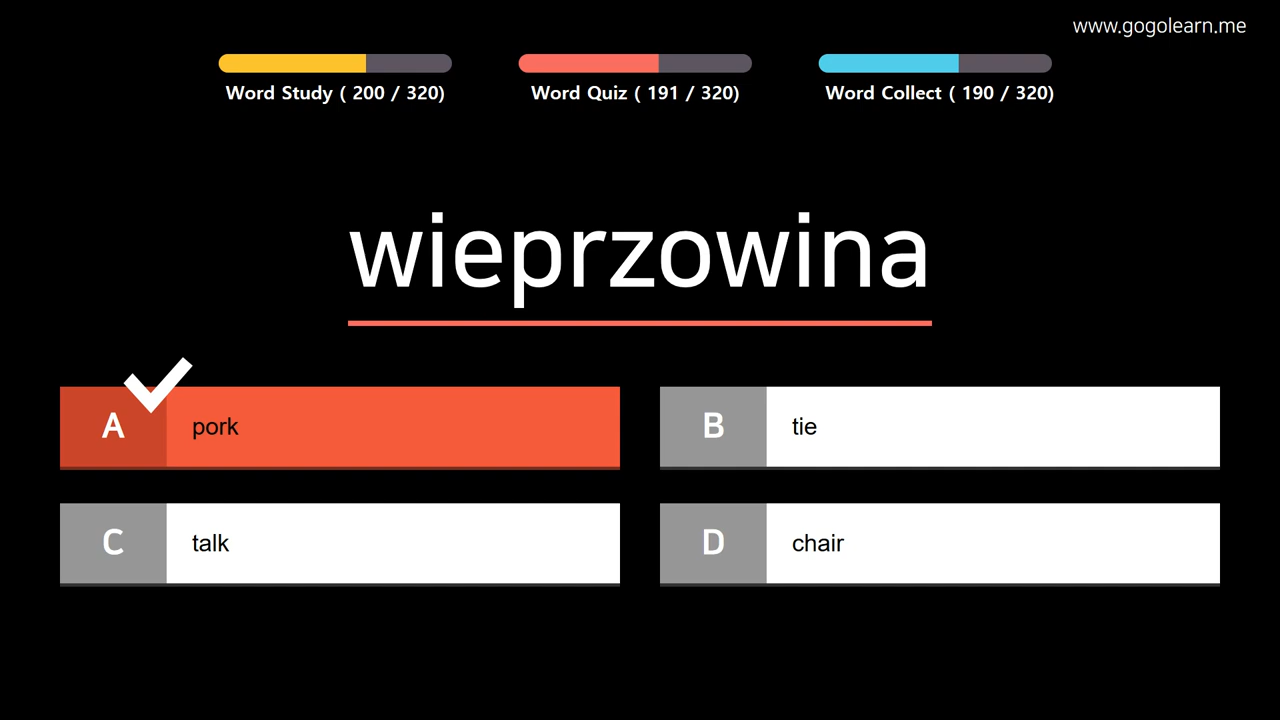 www.gogolearn.me
Word Study ( 200 / 320)
Word Quiz ( 191 / 320)
Word Collect ( 190 / 320)
wieprzowina
A pork
B tie
C talk
D chair